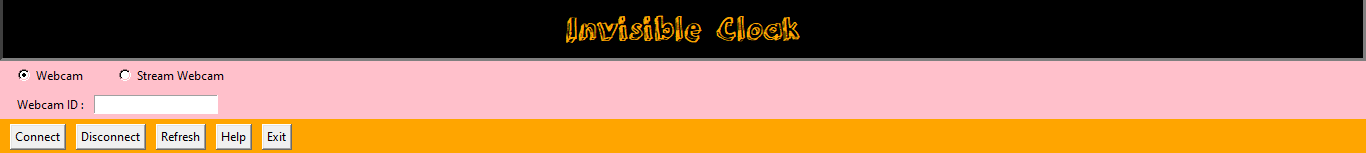 Invisible Cloak
Webcam Stream Webcam
Webcam ID :
Connect Disconnect Refresh Help Exit